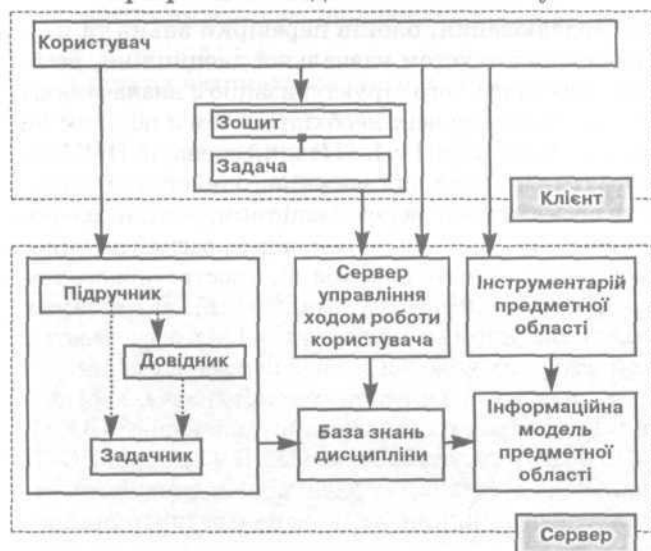 Користувач
Зошит
Задача
Клієнт
Підручник
Довідник
Задачник
Сервер
управління
ходом роботи
користувача
Інструментарій
предметної
області
База знань
дисципліни
Інформаційна
модель
предметної
області
Сервер